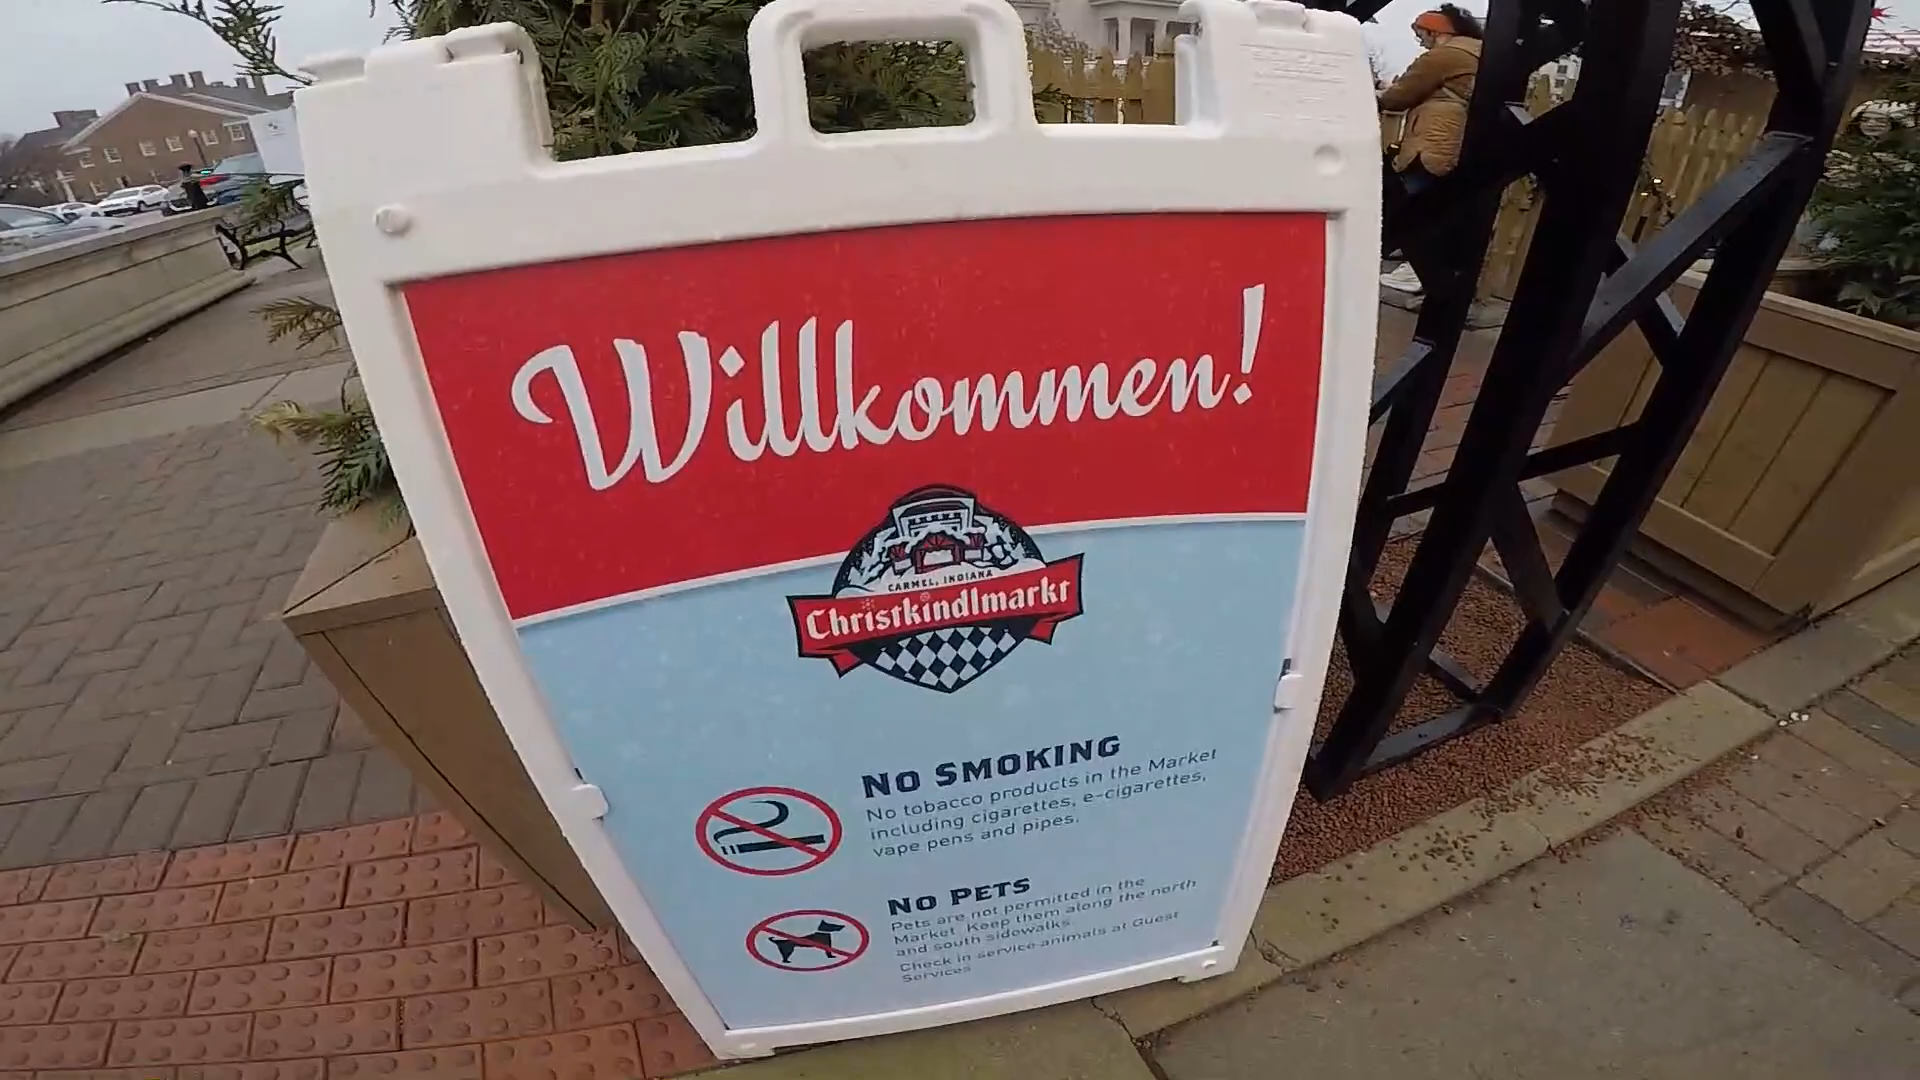 Willkommen!
CARMEL, INDIANA
Christkindlmarkt
NO SMOKING
No tobacco products in the Market
including cigarettes, e-cigarettes,
vape pens and pipes.
NO PETS
Pets are not permitted in the
Market. Keep them along the north
and south sidewalks.
Check in service animals at Guest
Services